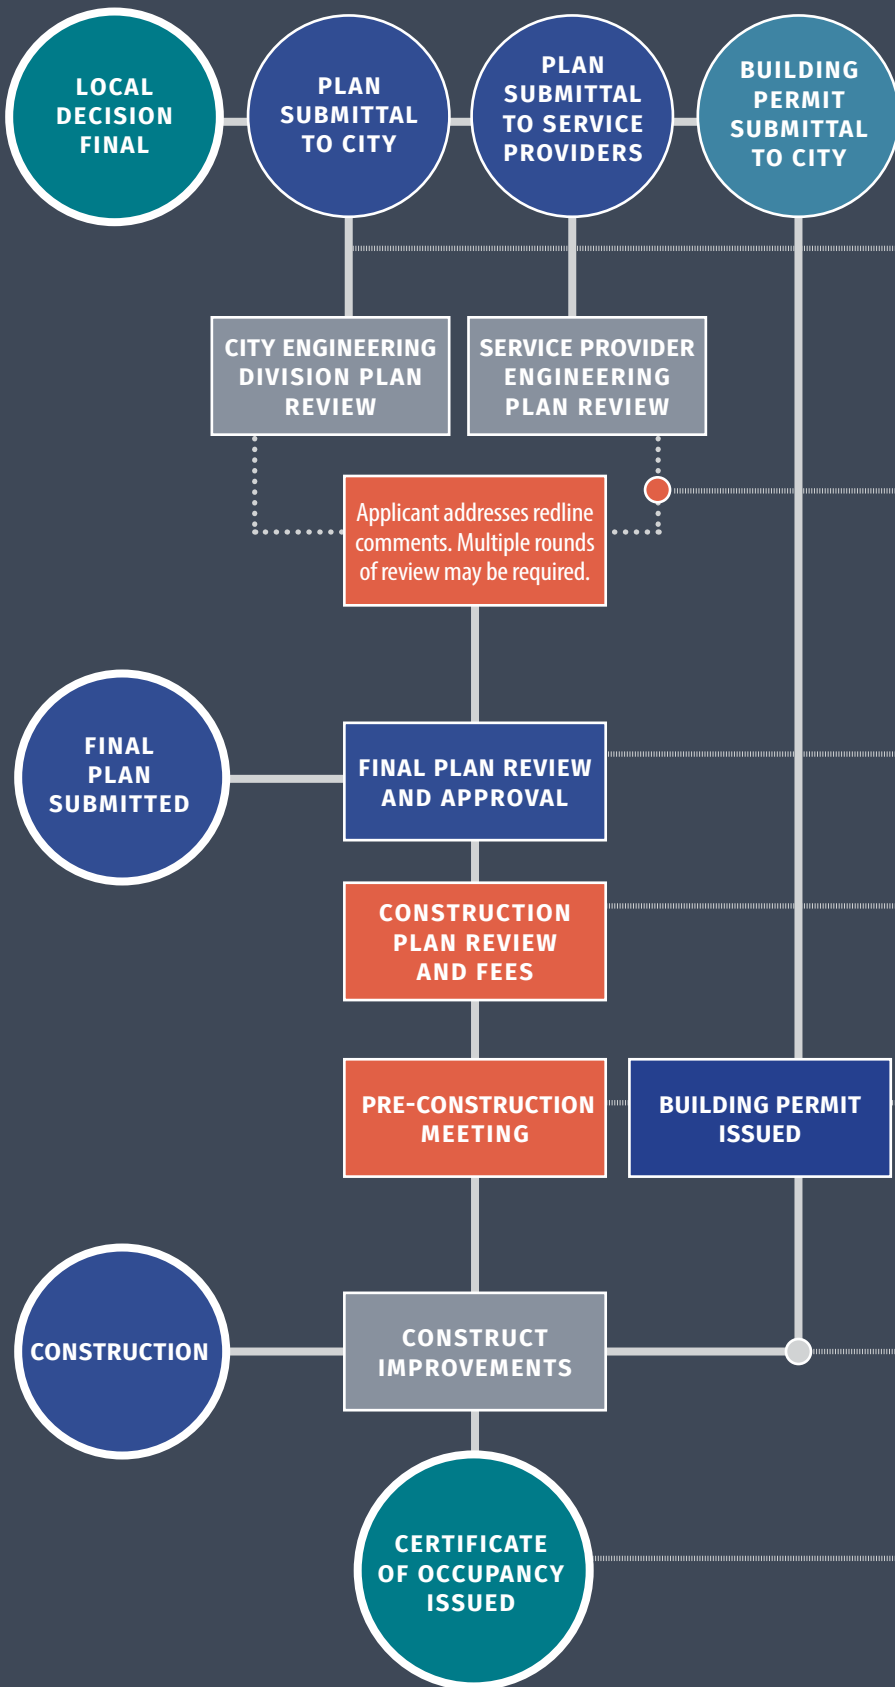 LOCAL
DECISION
FINAL
PLAN
SUBMITTAL
TO CITY
PLAN
SUBMITTAL
TO SERVICE
PROVIDERS
BUILDING
PERMIT
SUBMITTAL
TO CITY
CITY ENGINEERING
DIVISION PLAN
REVIEW
SERVICE PROVIDER
ENGINEERING
PLAN REVIEW
Applicant addresses redline
comments. Multiple rounds
of review may be required.
FINAL
PLAN
SUBMITTED
FINAL PLAN REVIEW
AND APPROVAL
CONSTRUCTION
PLAN REVIEW
AND FEES
PRE-CONSTRUCTION
MEETING
BUILDING PERMIT
ISSUED
CONSTRUCTION
CONSTRUCT
IMPROVEMENTS
CERTIFICATE
OF OCCUPANCY
ISSUED